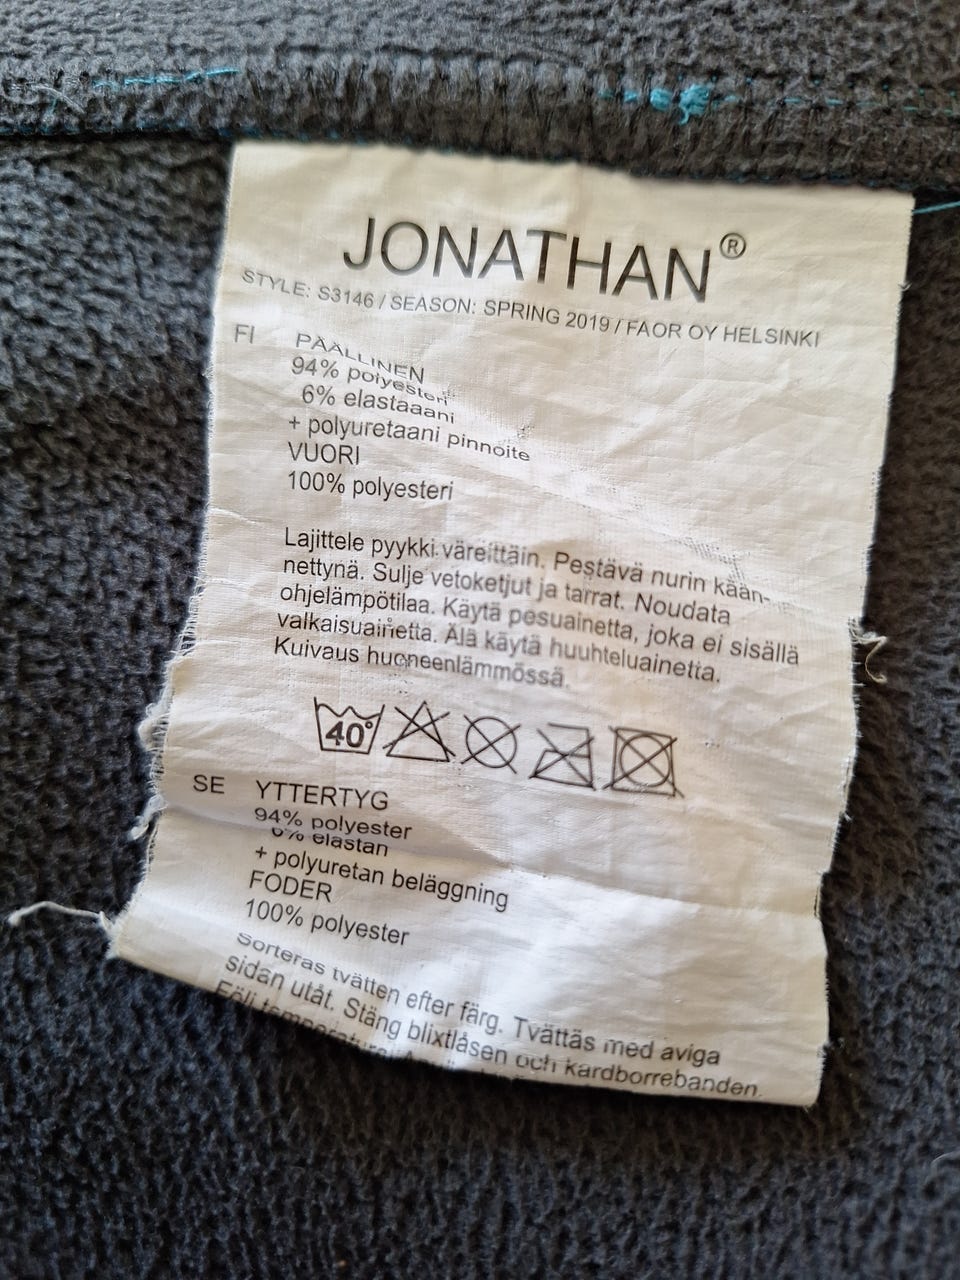 JONATHAN®
STYLE: S3146 / SEASON: SPRING 2019 / FAOR OY HELSINKI
FI PÄÄLLINEN
94% polyesteri
6% elastaaani
+ polyuretaani pinnoite
VUORI
100% polyesteri
Lajittele pyykki väreittäin. Pestävä nurin kään-
nettynä. Sulje vetoketjut ja tarrat. Noudata
ohjelämpötilaa. Käytä pesuainetta, joka ei sisällä
valkaisuainetta. Älä käytä huuhteluainetta.
Kuivaus huoneenlämmössä.
40°
SE YTTERTYG
94% polyester
6% elastan
+ polyuretan beläggning
FODER
100% polyester
Sorteras tvätten efter färg. Tvättäs med aviga
sidan utåt. Stäng blixtlåsen och kardborrebanden.
Följ